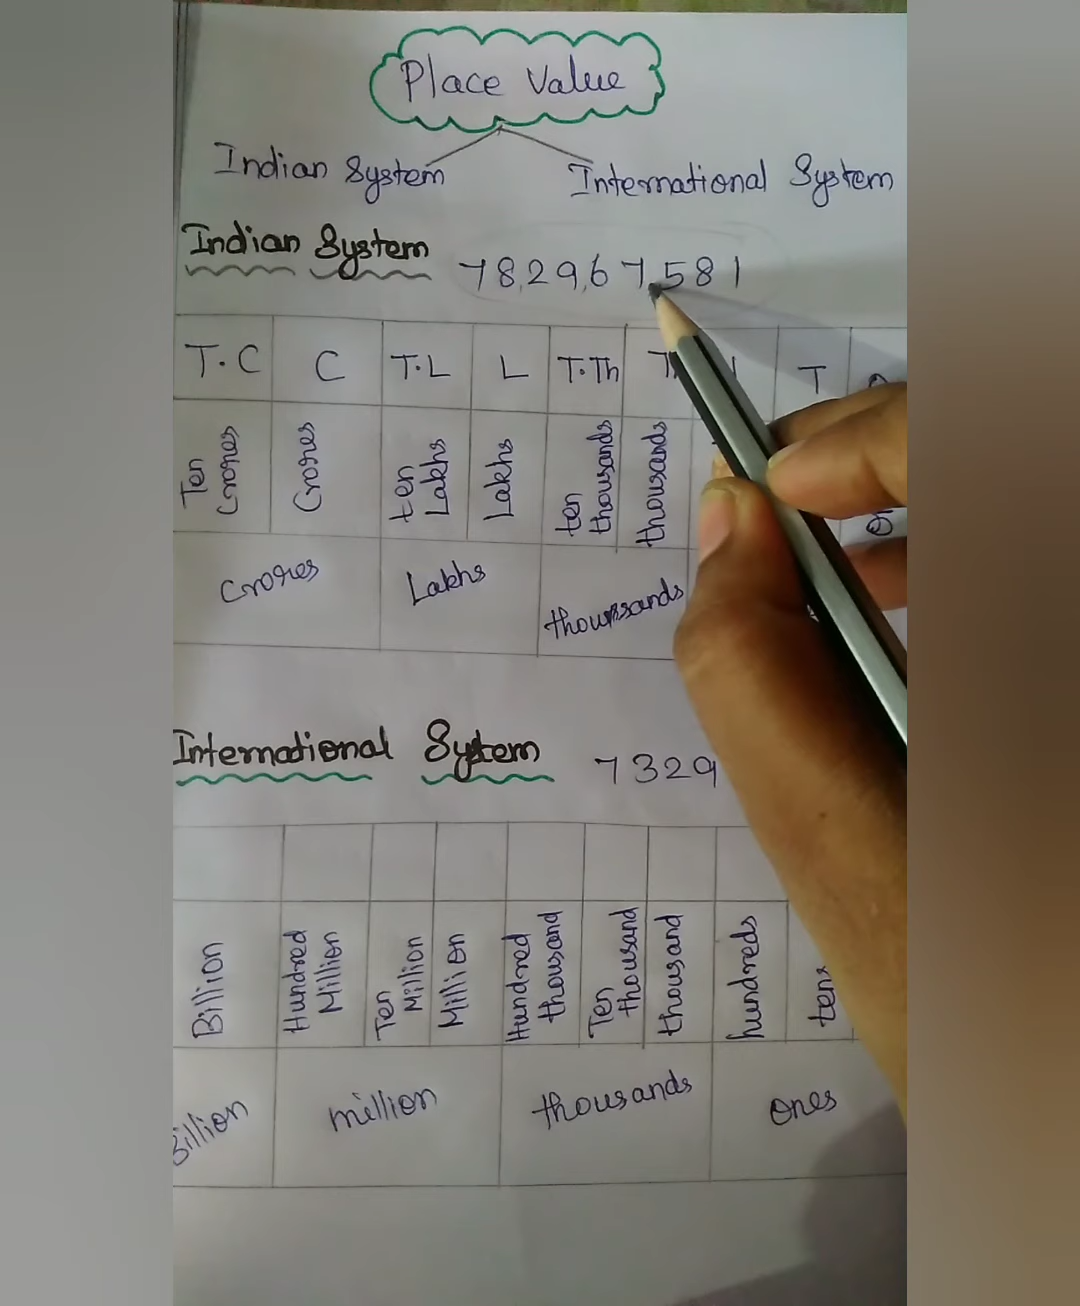 Place Value
Indian System International System
Indian System 78,29,67,581
T.C C T.L L T.Th T
Ten Crores Crores ten Lakhs Lakhs ten thousands thousands
Crores Lakhs thousands
International System 7329
Billion Hundred Million Ten Million Million Hundred thousand Ten thousand thousand hundreds tens
Billion million thousands ones